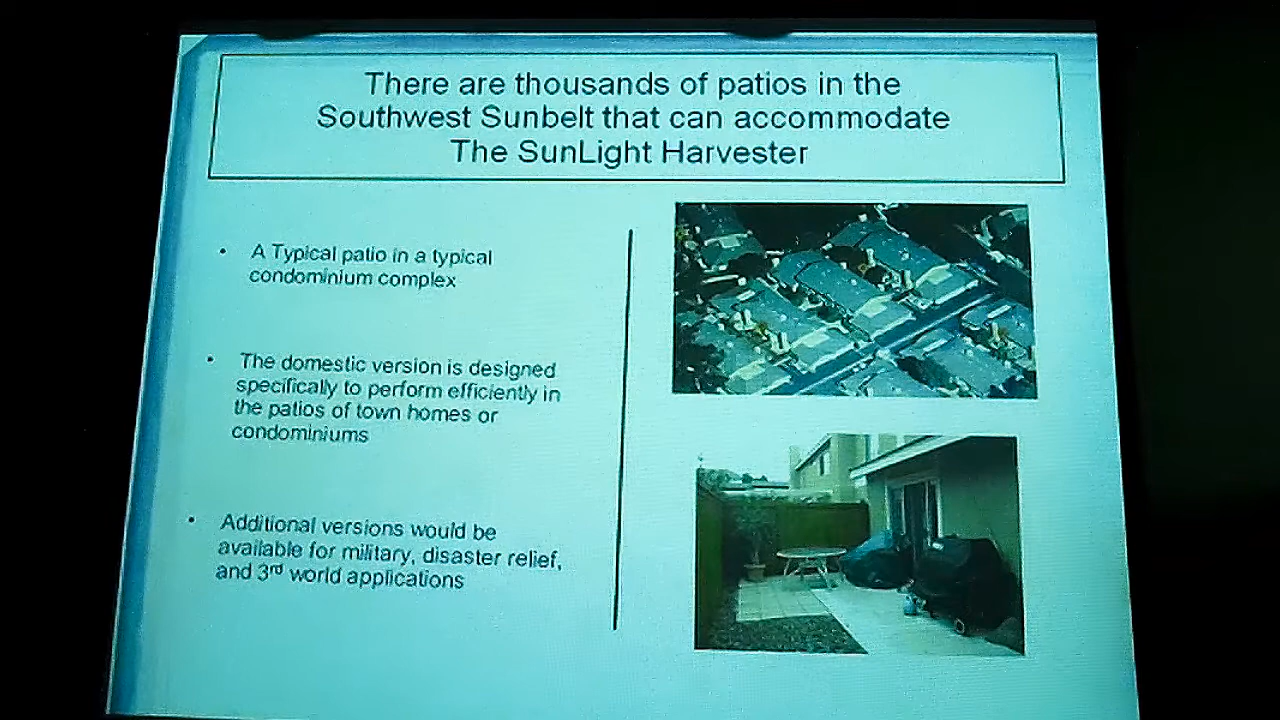 There are thousands of patios in the
Southwest Sunbelt that can accommodate
The SunLight Harvester
• A Typical patio in a typical
condominium complex
• The domestic version is designed
specifically to perform efficiently in
the patios of town homes or
condominiums
• Additional versions would be
available for military, disaster relief,
and 3rd world applications